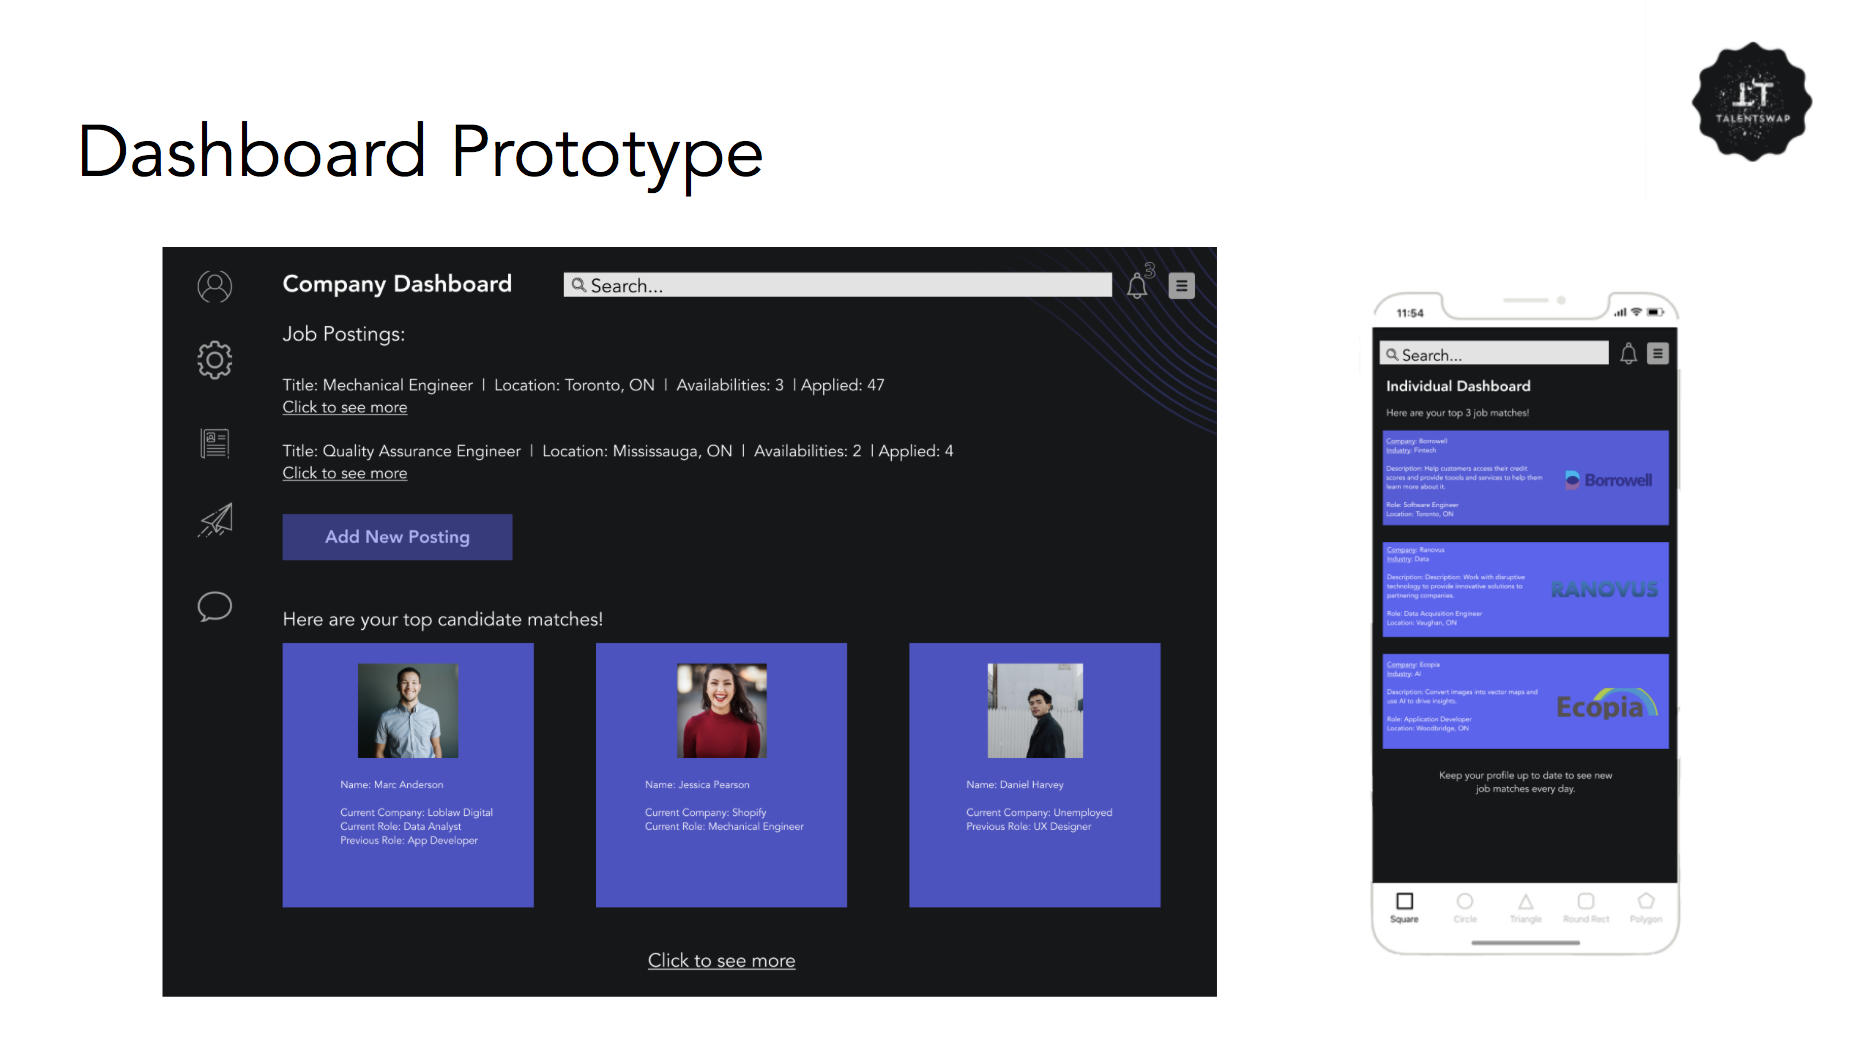 TALENTSWAP
Dashboard Prototype
Company Dashboard
Search...
3
Job Postings:
Title: Mechanical Engineer | Location: Toronto, ON | Availabilities: 3 | Applied: 47
Click to see more
Title: Quality Assurance Engineer | Location: Mississauga, ON | Availabilities: 2 | Applied: 4
Click to see more
Add New Posting
Here are your top candidate matches!
Name: Marc Anderson
Current Company: Loblaw Digital
Current Role: Data Analyst
Previous Role: App Developer
Name: Jessica Pearson
Current Company: Shopify
Current Role: Mechanical Engineer
Name: Daniel Harvey
Current Company: Unemployed
Previous Role: UX Designer
Click to see more
11:54
Search...
Individual Dashboard
Here are your top 3 job matches!
Company: Borrowell
Industry: Fintech
Description: Help customers access their credit
scores and provide toools and services to help them
learn more about it.
Role: Software Engineer
Location: Toronto, ON
Borrowell
Company: Ranovus
Industry: Data
Description: Description: Work with disruptive
technology to provide innovative solutions to
partnering companies.
Role: Data Acquisition Engineer
Location: Vaughan, ON
RANOVUS
Company: Ecopia
Industry: AI
Description: Convert images into vector maps and
use AI to drive insights.
Role: Application Developer
Location: Woodbridge, ON
Ecopia
Keep your profile up to date to see new
job matches every day.
Square
Circle
Triangle
Round Rect
Polygon